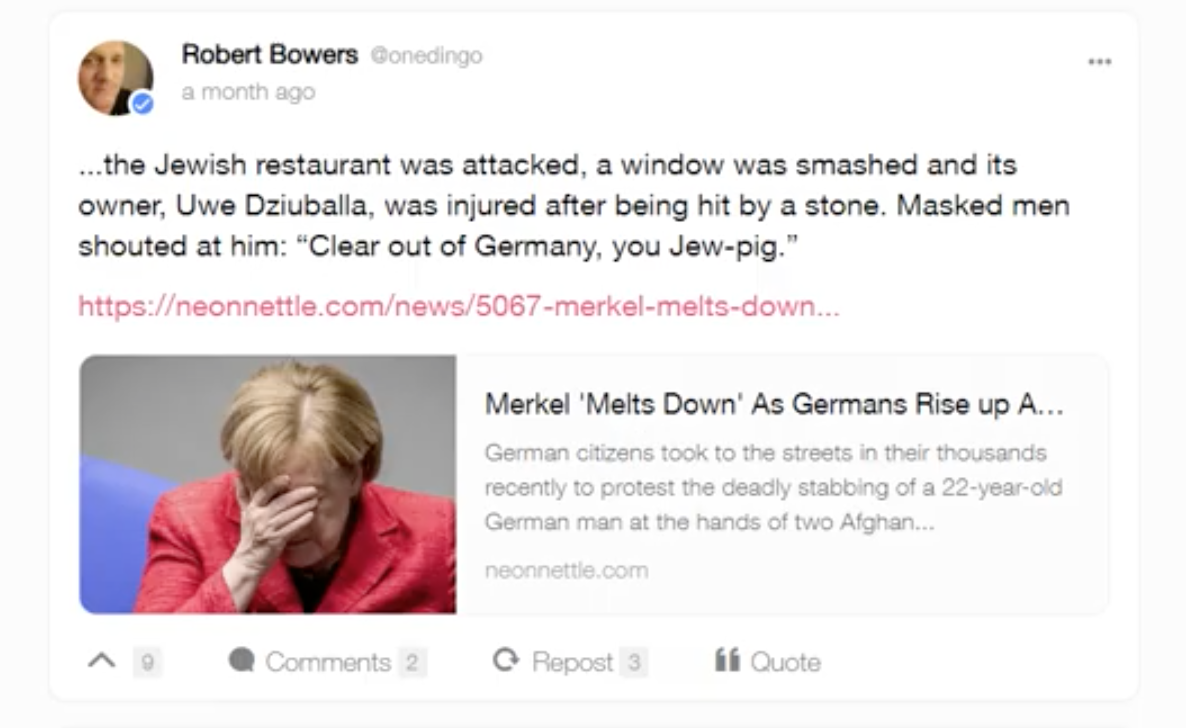 Robert Bowers @onedingo
a month ago
...the Jewish restaurant was attacked, a window was smashed and its
owner, Uwe Dziuballa, was injured after being hit by a stone. Masked men
shouted at him: “Clear out of Germany, you Jew-pig.”
https://neonnettle.com/news/5067-merkel-melts-down...
Merkel 'Melts Down' As Germans Rise up A...
German citizens took to the streets in their thousands
recently to protest the deadly stabbing of a 22-year-old
German man at the hands of two Afghan...
neonnettle.com
9 Comments 2 Repost 3 Quote